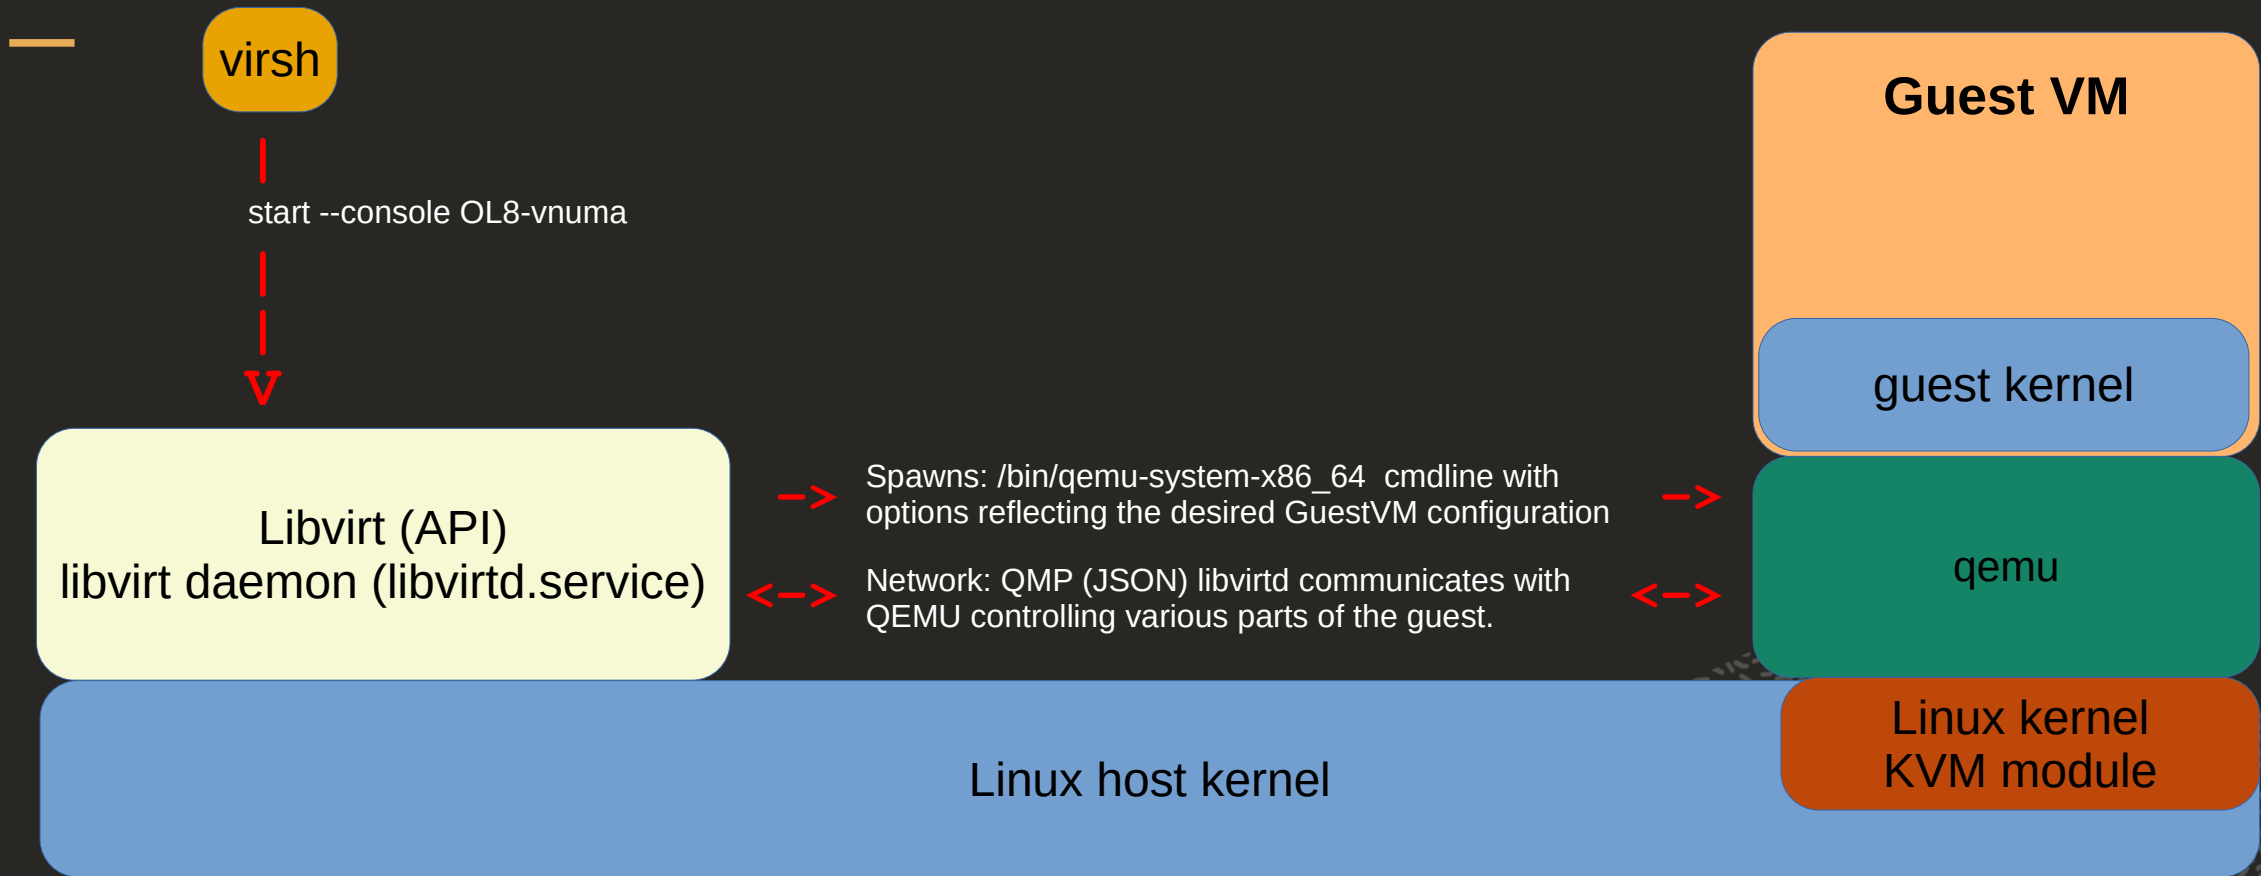 virsh
Guest VM
start --console OL8-vnuma
guest kernel
Libvirt (API)
libvirt daemon (libvirtd.service)
Spawns: /bin/qemu-system-x86_64  cmdline with
options reflecting the desired GuestVM configuration
Network: QMP (JSON) libvirtd communicates with
QEMU controlling various parts of the guest.
qemu
Linux kernel
KVM module
Linux host kernel